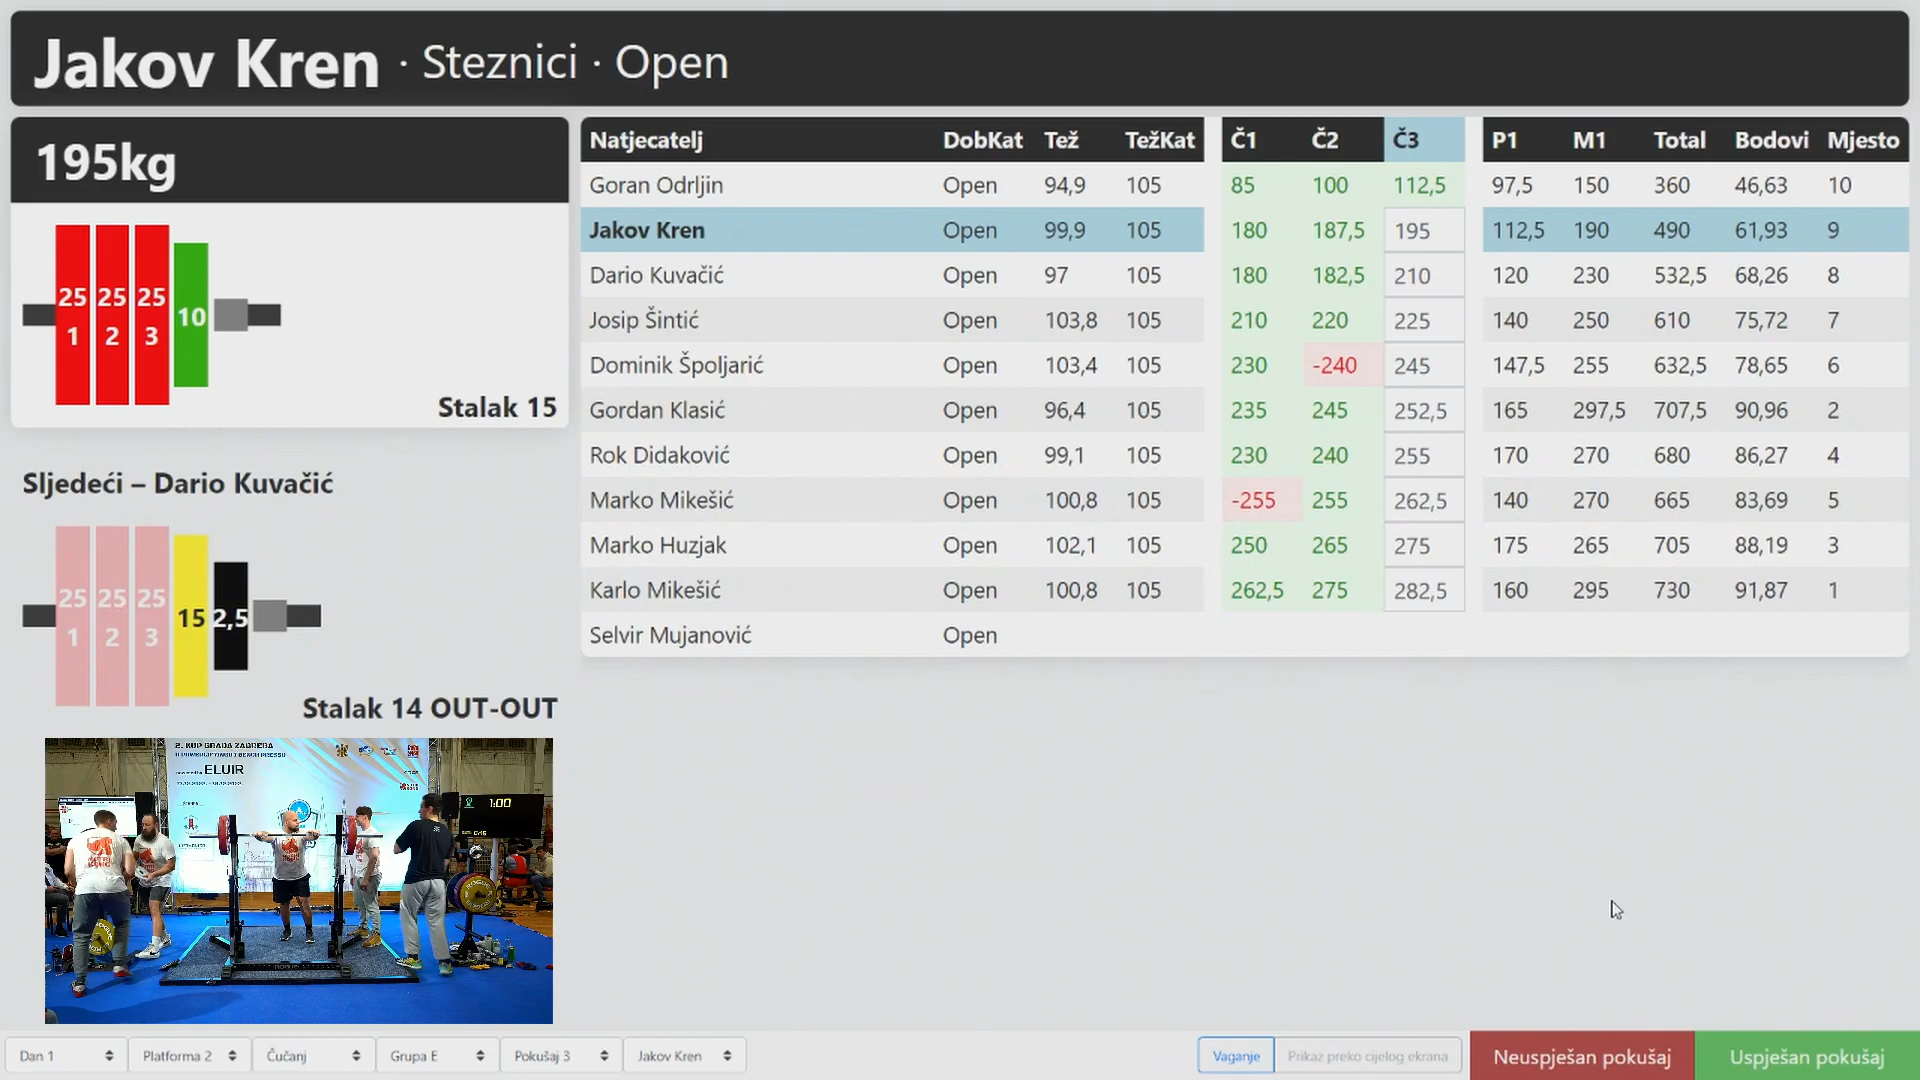 Jakov Kren · Steznici · Open
195kg
25 25 25 10
1 2 3
Stalak 15
Sljedeći – Dario Kuvačić
25 25 25 15 2,5
1 2 3
Stalak 14 OUT-OUT
2. KUP GRADA ZAGREBA
ELUIR
1:00
Natjecatelj DobKat Tež TežKat Č1 Č2 Č3 P1 M1 Total Bodovi Mjesto
Goran Odrljin Open 94,9 105 85 100 112,5 97,5 150 360 46,63 10
Jakov Kren Open 99,9 105 180 187,5 195 112,5 190 490 61,93 9
Dario Kuvačić Open 97 105 180 182,5 210 120 230 532,5 68,26 8
Josip Šintić Open 103,8 105 210 220 225 140 250 610 75,72 7
Dominik Špoljarić Open 103,4 105 230 -240 245 147,5 255 632,5 78,65 6
Gordan Klasić Open 96,4 105 235 245 252,5 165 297,5 707,5 90,96 2
Rok Didaković Open 99,1 105 230 240 255 170 270 680 86,27 4
Marko Mikešić Open 100,8 105 -255 255 262,5 140 270 665 83,69 5
Marko Huzjak Open 102,1 105 250 265 275 175 265 705 88,19 3
Karlo Mikešić Open 100,8 105 262,5 275 282,5 160 295 730 91,87 1
Selvir Mujanović Open
Dan 1 Platforma 2 Čučanj Grupa E Pokušaj 3 Jakov Kren Vaganje Prikaz preko cijelog ekrana Neuspješan pokušaj Uspješan pokušaj